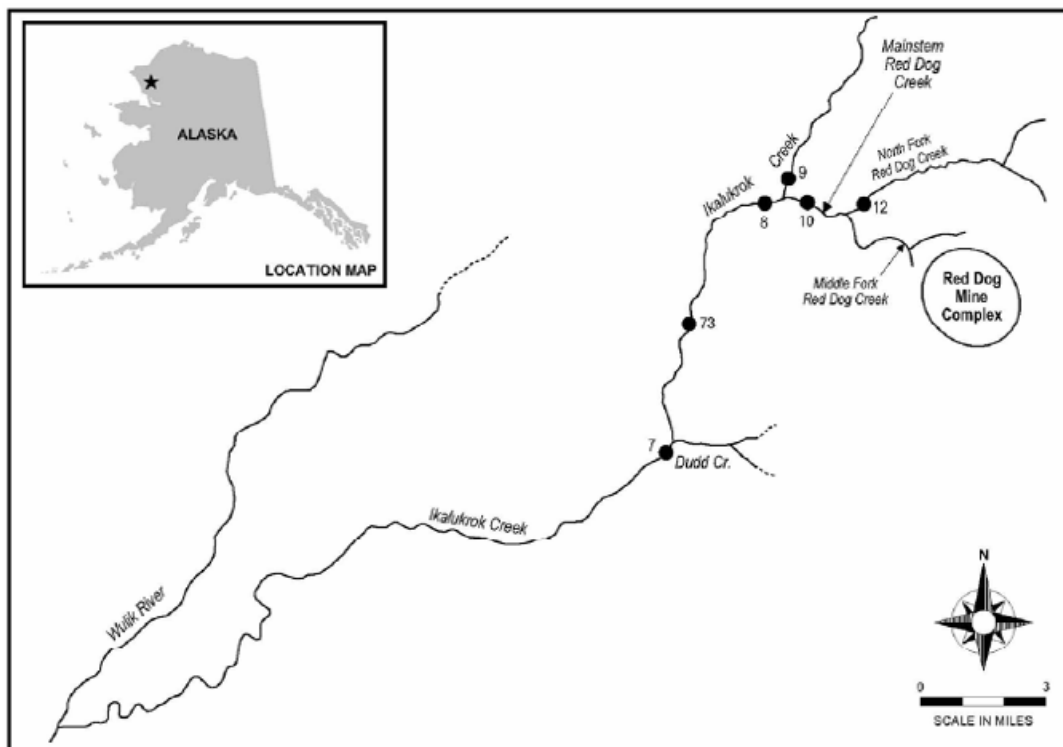 ALASKA
LOCATION MAP
Mainstem
Red Dog
Creek
North Fork
Red Dog Creek
Ikalukrok Creek
9
8
10
12
Middle Fork
Red Dog Creek
Red Dog
Mine
Complex
73
7
Dudd Cr.
Ikalukrok Creek
Wulik River
N
0
3
SCALE IN MILES